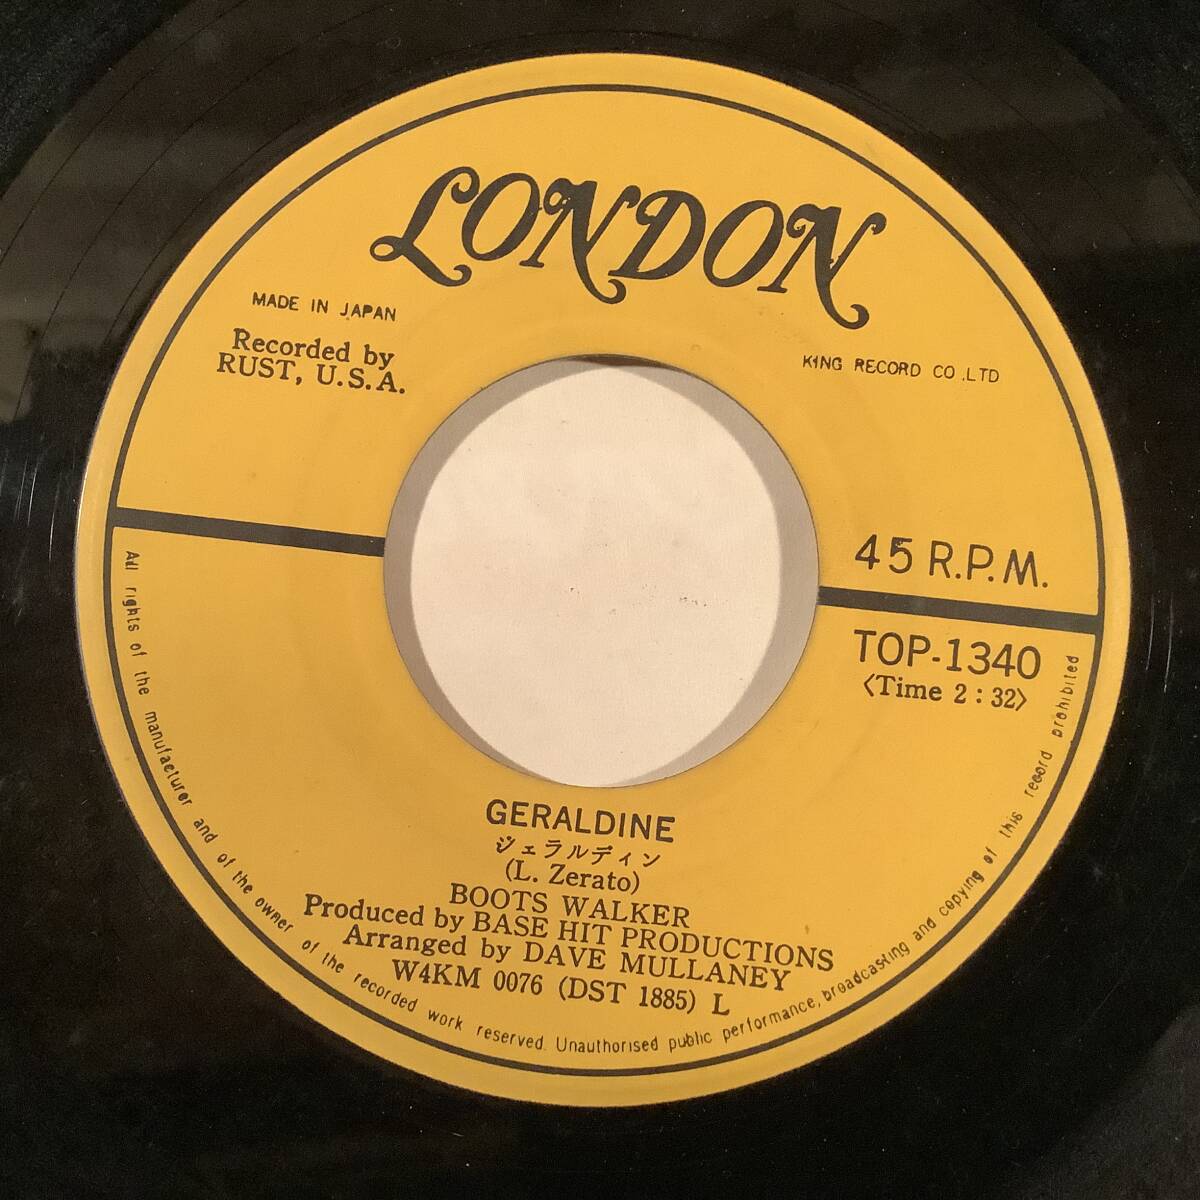 LONDON
MADE IN JAPAN
Recorded by
RUST, U.S.A.
KING RECORD CO .LTD
45 R.P.M.
TOP-1340
〈Time 2 : 32〉
GERALDINE
ジェラルディン
(L. Zerato)
BOOTS WALKER
Produced by BASE HIT PRODUCTIONS
Arranged by DAVE MULLANEY
W4KM 0076 (DST 1885) L
All rights of the manufacturer and of the owner of the recorded work reserved. Unauthorised public performance, broadcasting and copying of this record prohibited